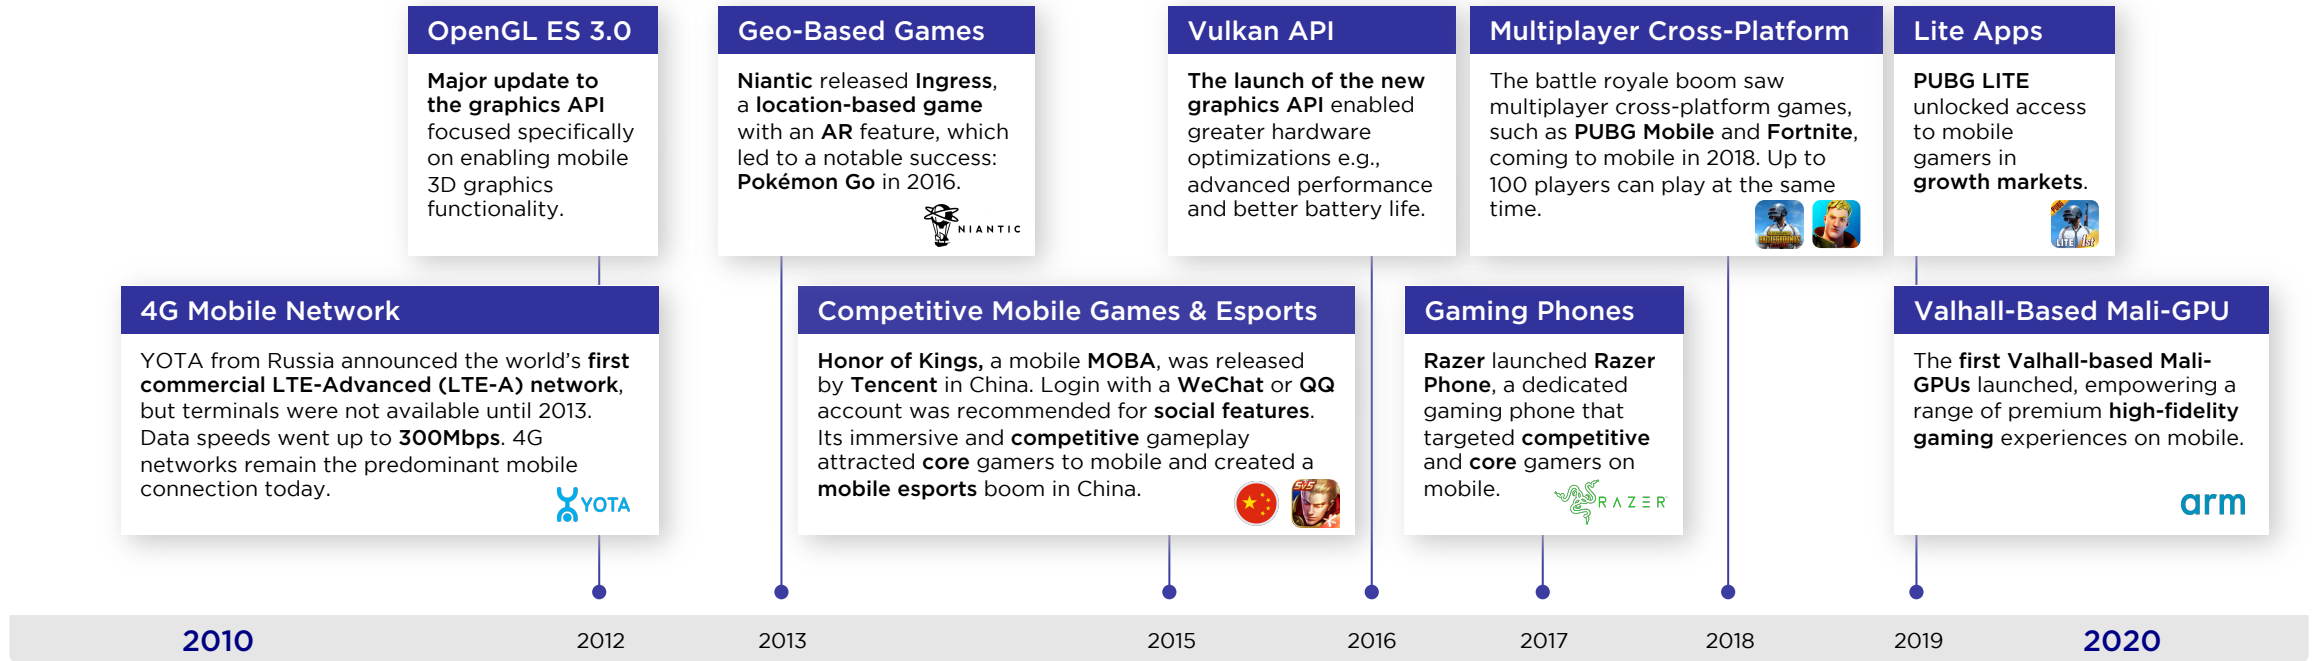 OpenGL ES 3.0
Major update to
the graphics API
focused specifically
on enabling mobile
3D graphics
functionality.
Geo-Based Games
Niantic released Ingress,
a location-based game
with an AR feature, which
led to a notable success:
Pokémon Go in 2016.
NIANTIC
Vulkan API
The launch of the new
graphics API enabled
greater hardware
optimizations e.g.,
advanced performance
and better battery life.
Multiplayer Cross-Platform
The battle royale boom saw
multiplayer cross-platform games,
such as PUBG Mobile and Fortnite,
coming to mobile in 2018. Up to
100 players can play at the same
time.
Lite Apps
PUBG LITE
unlocked access
to mobile
gamers in
growth markets.
PUBG
LITE 1st
4G Mobile Network
YOTA from Russia announced the world's first
commercial LTE-Advanced (LTE-A) network,
but terminals were not available until 2013.
Data speeds went up to 300Mbps. 4G
networks remain the predominant mobile
connection today.
YOTA
Competitive Mobile Games & Esports
Honor of Kings, a mobile MOBA, was released
by Tencent in China. Login with a WeChat or QQ
account was recommended for social features.
Its immersive and competitive gameplay
attracted core gamers to mobile and created a
mobile esports boom in China.
5v5
Gaming Phones
Razer launched Razer
Phone, a dedicated
gaming phone that
targeted competitive
and core gamers on
mobile.
RAZER
Valhall-Based Mali-GPU
The first Valhall-based Mali-
GPUs launched, empowering a
range of premium high-fidelity
gaming experiences on mobile.
arm
2010
2012
2013
2015
2016
2017
2018
2019
2020